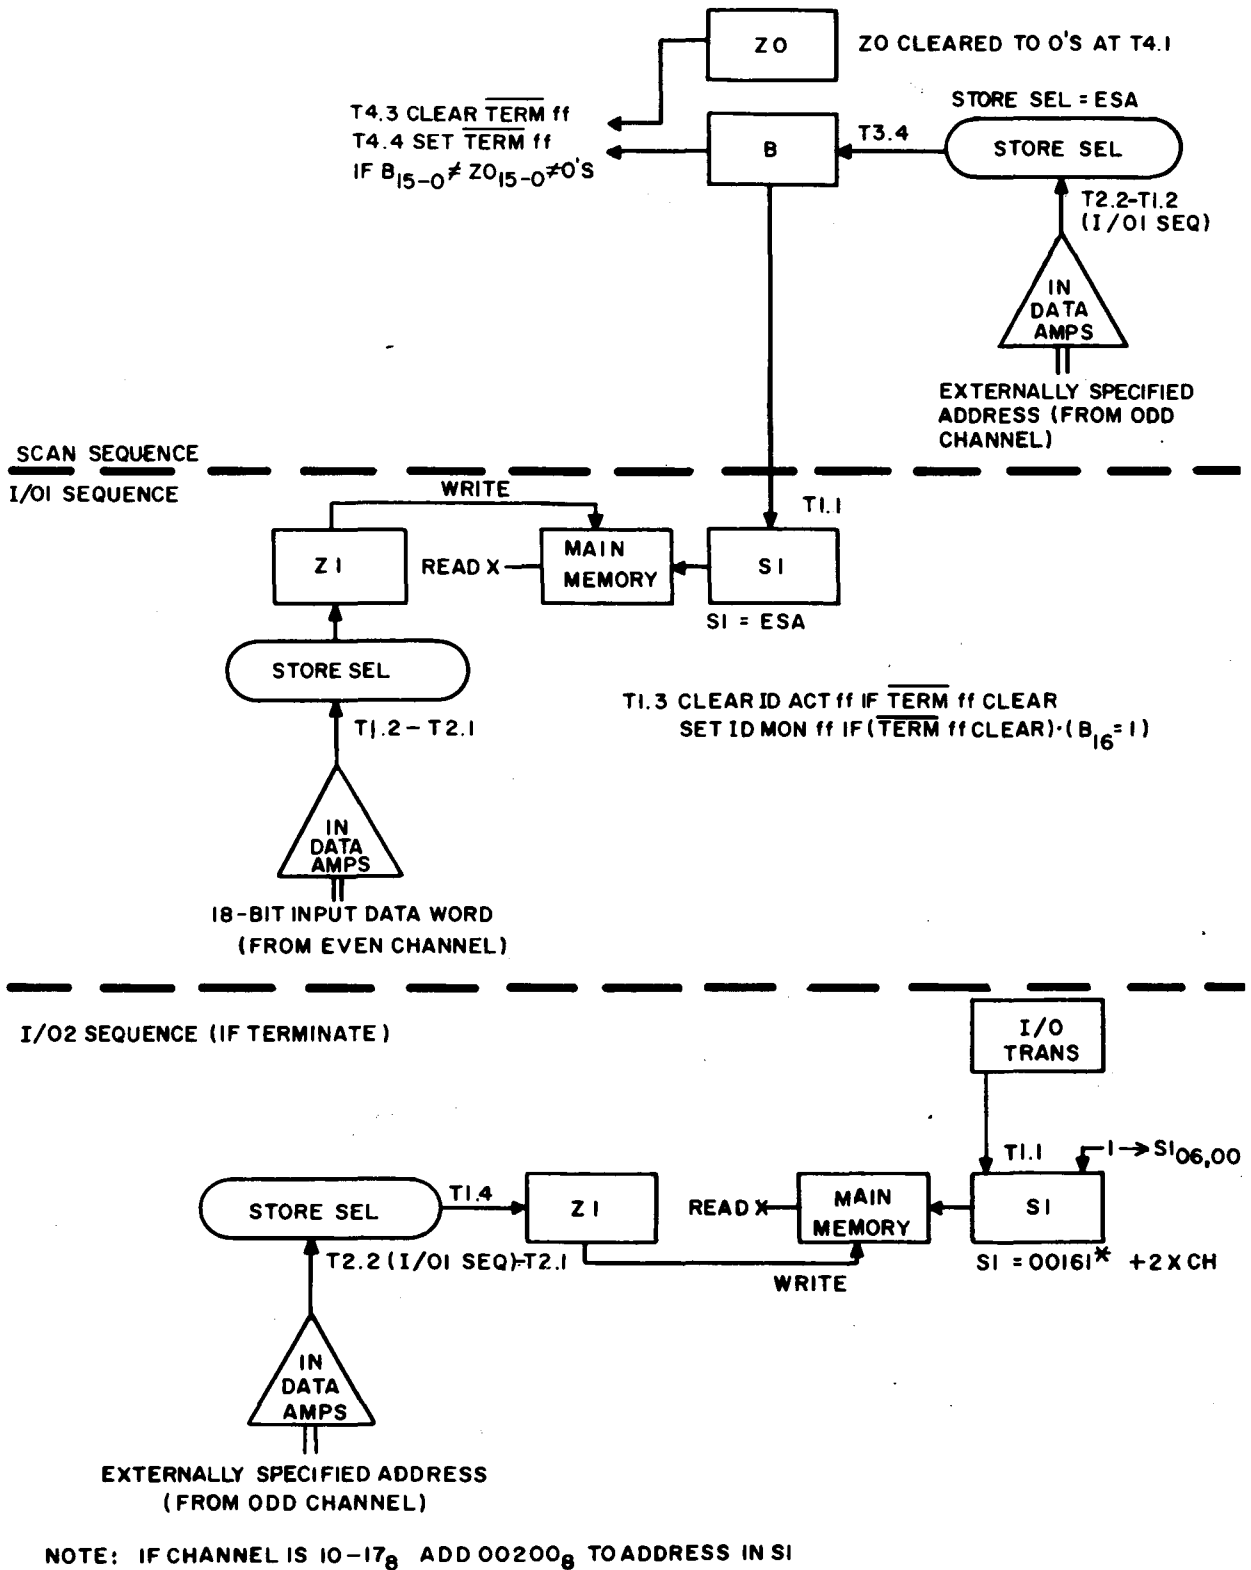 ZO
ZO CLEARED TO O'S AT T4.1
STORE SEL = ESA
T4.3 CLEAR TERM ff
T4.4 SET TERM ff
IF B15-0 ≠ ZO15-0 ≠ O'S
B
T3.4
STORE SEL
T2.2-T1.2
(I/O1 SEQ)
IN
DATA
AMPS
EXTERNALLY SPECIFIED
ADDRESS (FROM ODD
CHANNEL)
SCAN SEQUENCE
I/O1 SEQUENCE
WRITE
T1.1
Z1
READ X
MAIN
MEMORY
S1
S1 = ESA
STORE SEL
T1.2-T2.1
T1.3 CLEAR ID ACT ff IF TERM ff CLEAR
SET ID MON ff IF (TERM ff CLEAR)·(B16=1)
IN
DATA
AMPS
18-BIT INPUT DATA WORD
(FROM EVEN CHANNEL)
I/O2 SEQUENCE (IF TERMINATE)
I/O
TRANS
T1.1
1→S106,00
STORE SEL
T1.4
Z1
READ X
MAIN
MEMORY
S1
T2.2 (I/O1 SEQ)-T2.1
WRITE
S1 = 00161* +2 X CH
IN
DATA
AMPS
EXTERNALLY SPECIFIED ADDRESS
(FROM ODD CHANNEL)
NOTE: IF CHANNEL IS 10-178 ADD 002008 TO ADDRESS IN S1